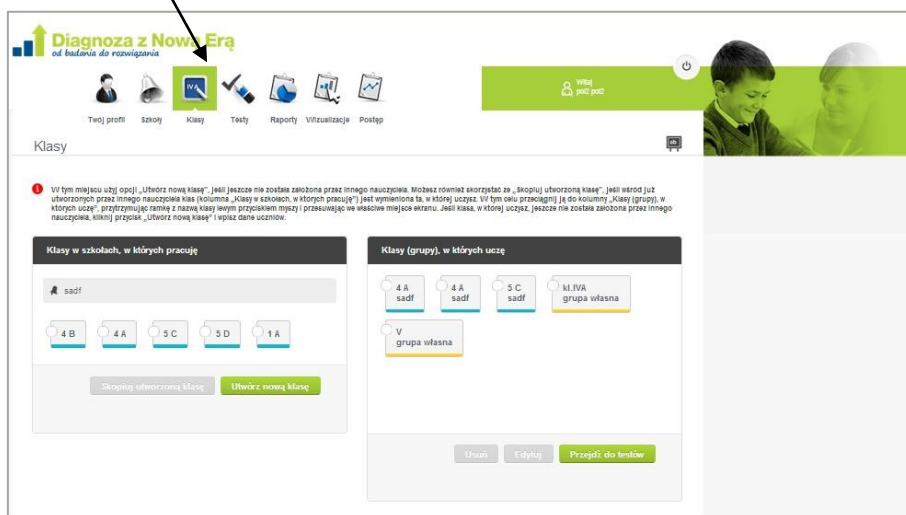 Diagnoza z Nową Erą
od badania do rozwiązania
Witaj
pol2 pol2
IVA
Twój profil Szkoły Klasy Testy Raporty Wizualizacje Postęp
Klasy
W tym miejscu użyj opcji „Utwórz nową klasę”, jeśli jeszcze nie została założona przez innego nauczyciela. Możesz również skorzystać ze „Skopiuj utworzoną klasę”, jeśli wśród już
utworzonych przez innego nauczyciela klas (kolumna „Klasy w szkołach, w których pracuję”) jest wymieniona ta, w której uczysz. W tym celu przeciągnij ją do kolumny „Klasy (grupy), w
których uczę”, przytrzymując ramkę z nazwą klasy lewym przyciskiem myszy i przesuwając we właściwe miejsce ekranu. Jeśli klasa, w której uczysz, jeszcze nie została założona przez innego
nauczyciela, kliknij przycisk „Utwórz nową klasę” i wpisz dane uczniów.
Klasy w szkołach, w których pracuję
sadf
4 B 4 A 5 C 5 D 1 A
Skopiuj utworzoną klasę Utwórz nową klasę
Klasy (grupy), w których uczę
4 A 4 A 5 C kl.IVA
sadf sadf sadf grupa własna
V
grupa własna
Usuń Edytuj Przejdź do testów